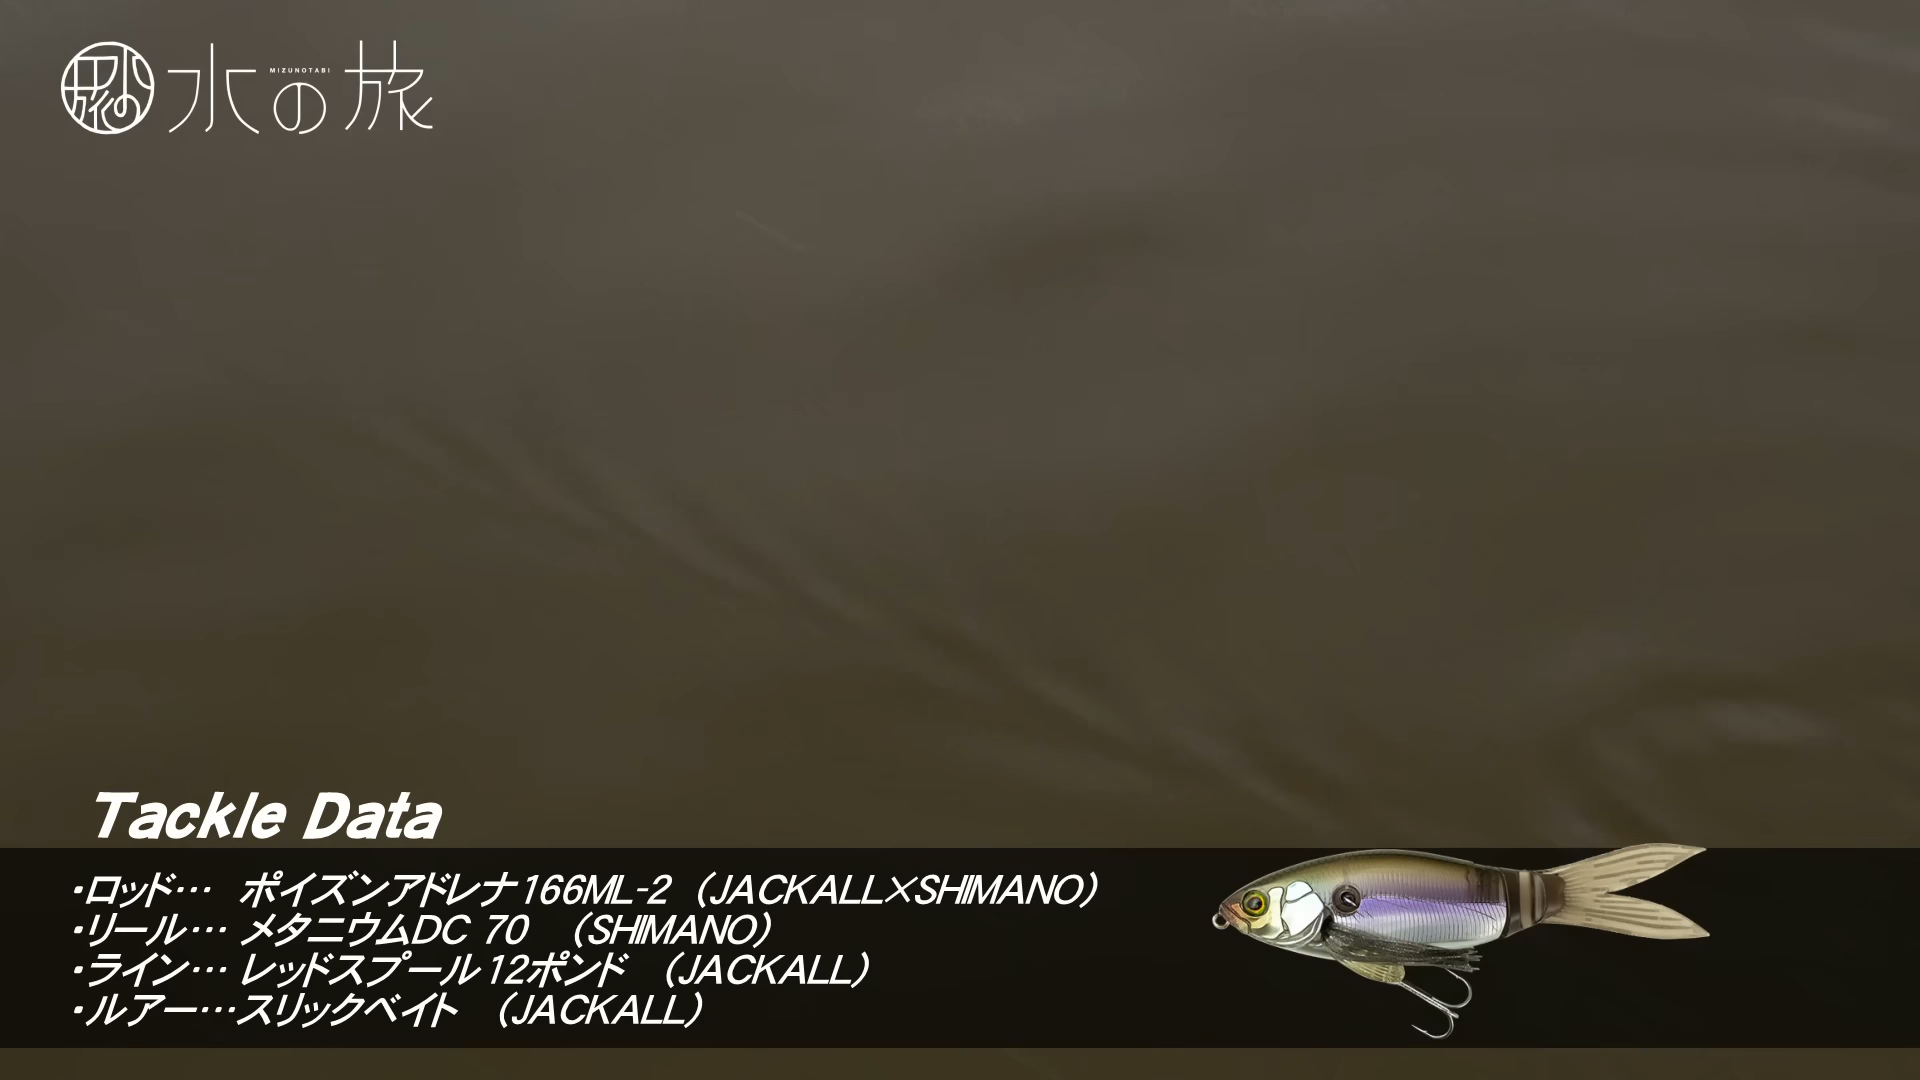 水の旅
MIZUNOTABI
Tackle Data
・ロッド… ポイズンアドレナ166ML-2 (JACKALL×SHIMANO)
・リール… メタニウムDC 70 (SHIMANO)
・ライン… レッドスプール12ポンド (JACKALL)
・ルアー…スリックベイト (JACKALL)